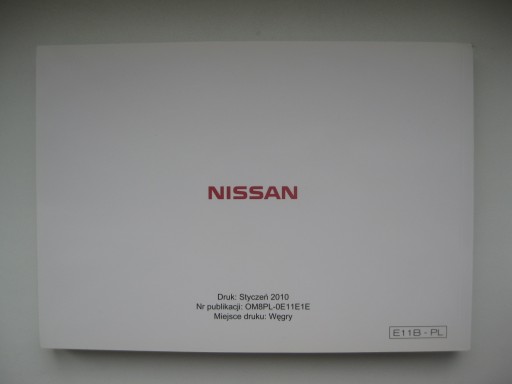 NISSAN
Druk: Styczeń 2010
Nr publikacji: OM8PL-0E11E1E
Miejsce druku: Węgry
E11B - PL